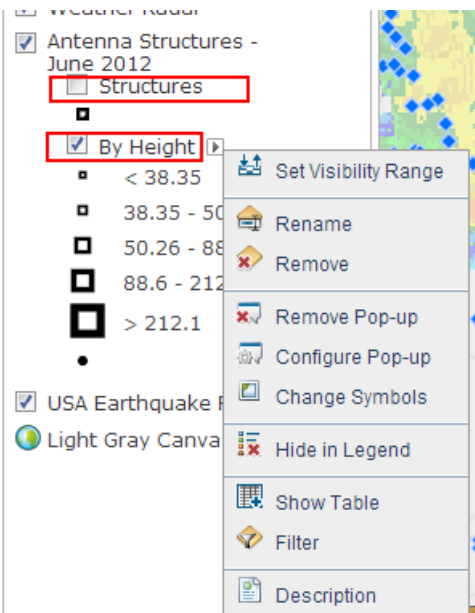 Weather Radar
Antenna Structures -
June 2012
Structures
By Height
< 38.35
38.35 - 50
50.26 - 88
88.6 - 212
> 212.1
USA Earthquake
Light Gray Canva
Set Visibility Range
Rename
Remove
Remove Pop-up
Configure Pop-up
Change Symbols
Hide in Legend
Show Table
Filter
Description